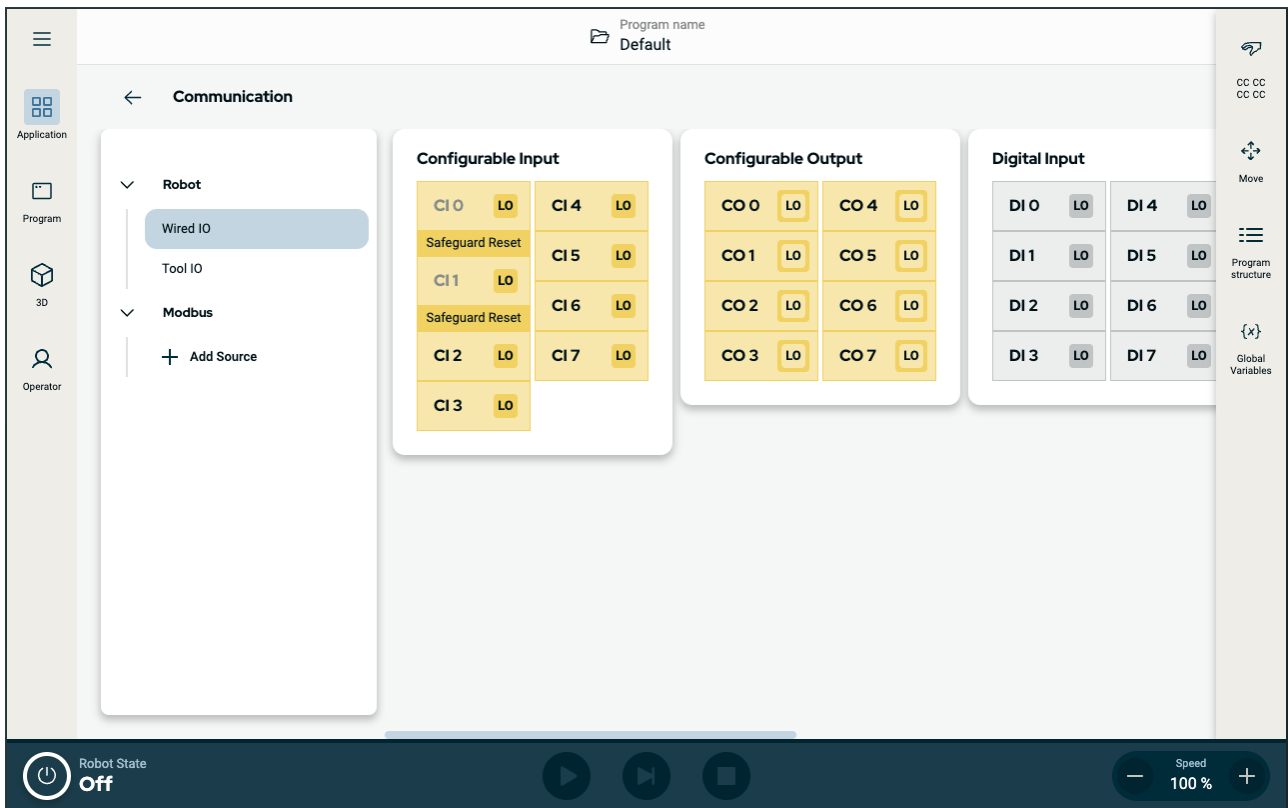 Program name
Default
Application
Program
3D
Operator
Communication
Robot
Wired IO
Tool IO
Modbus
Add Source
Configurable Input
CI 0 LO CI 4 LO
Safeguard Reset
CI 5 LO
CI 1 LO
CI 6 LO
Safeguard Reset
CI 2 LO CI 7 LO
CI 3 LO
Configurable Output
CO 0 LO CO 4 LO
CO 1 LO CO 5 LO
CO 2 LO CO 6 LO
CO 3 LO CO 7 LO
Digital Input
DI 0 LO DI 4 LO
DI 1 LO DI 5 LO
DI 2 LO DI 6 LO
DI 3 LO DI 7 LO
CC CC
CC CC
Move
Program
structure
{x}
Global
Variables
Robot State
Off
Speed
100 %